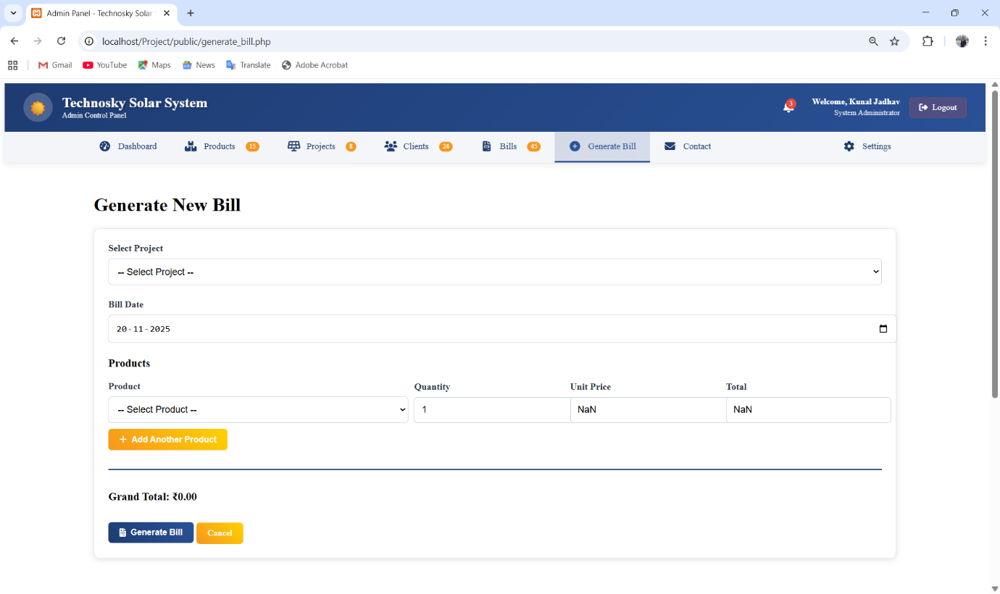 Admin Panel - Technosky Solar
localhost/Project/public/generate_bill.php
Gmail YouTube Maps News Translate Adobe Acrobat
Technosky Solar System
Admin Control Panel
3
Welcome, Kunal Jadhav
System Administrator
Logout
Dashboard Products 15 Projects 8 Clients 24 Bills 45 Generate Bill Contact Settings
Generate New Bill
Select Project
-- Select Project --
Bill Date
20-11-2025
Products
Product Quantity Unit Price Total
-- Select Product -- 1 NaN NaN
+ Add Another Product
Grand Total: ₹0.00
Generate Bill Cancel